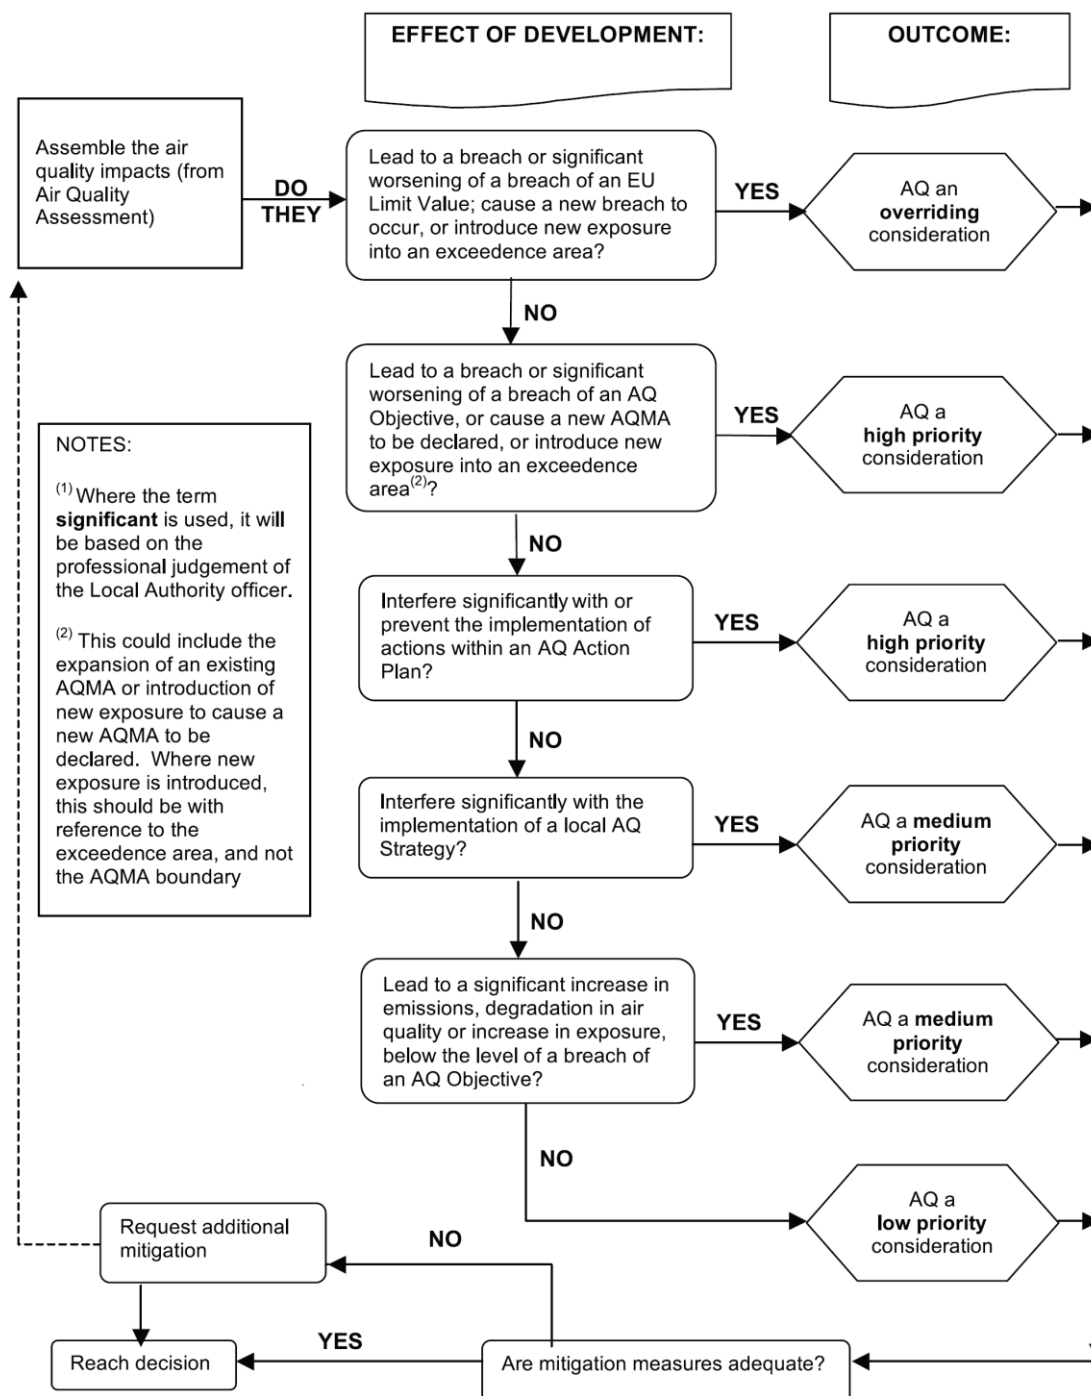 EFFECT OF DEVELOPMENT:
OUTCOME:
Assemble the air
quality impacts (from
Air Quality
Assessment)
DO
THEY
Lead to a breach or significant
worsening of a breach of an EU
Limit Value; cause a new breach to
occur, or introduce new exposure
into an exceedence area?
YES
AQ an
overriding
consideration
NO
Lead to a breach or significant
worsening of a breach of an AQ
Objective, or cause a new AQMA
to be declared, or introduce new
exposure into an exceedence
area(2)?
YES
AQ a
high priority
consideration
NO
NOTES:
(1) Where the term
significant is used, it will
be based on the
professional judgement of
the Local Authority officer.
(2) This could include the
expansion of an existing
AQMA or introduction of
new exposure to cause a
new AQMA to be
declared.  Where new
exposure is introduced,
this should be with
reference to the
exceedence area, and not
the AQMA boundary
Interfere significantly with or
prevent the implementation of
actions within an AQ Action
Plan?
YES
AQ a
high priority
consideration
NO
Interfere significantly with the
implementation of a local AQ
Strategy?
YES
AQ a medium
priority
consideration
NO
Lead to a significant increase in
emissions, degradation in air
quality or increase in exposure,
below the level of a breach of
an AQ Objective?
YES
AQ a medium
priority
consideration
NO
AQ a
low priority
consideration
Request additional
mitigation
NO
Reach decision
YES
Are mitigation measures adequate?